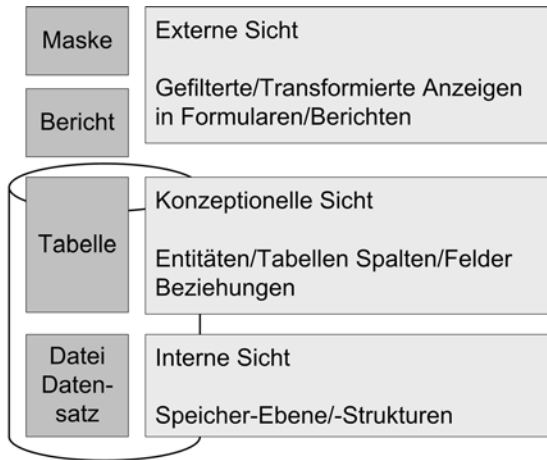 Maske
Externe Sicht
Gefilterte/Transformierte Anzeigen
in Formularen/Berichten
Bericht
Tabelle
Konzeptionelle Sicht
Entitäten/Tabellen Spalten/Felder
Beziehungen
Datei
Daten-
satz
Interne Sicht
Speicher-Ebene/-Strukturen